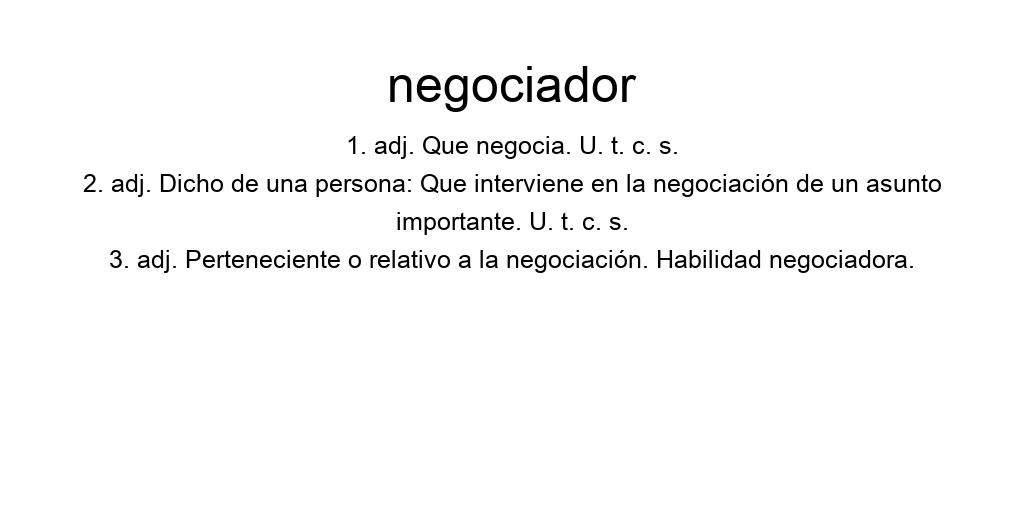 negociador
1. adj. Que negocia. U. t. c. s.
2. adj. Dicho de una persona: Que interviene en la negociación de un asunto
importante. U. t. c. s.
3. adj. Perteneciente o relativo a la negociación. Habilidad negociadora.